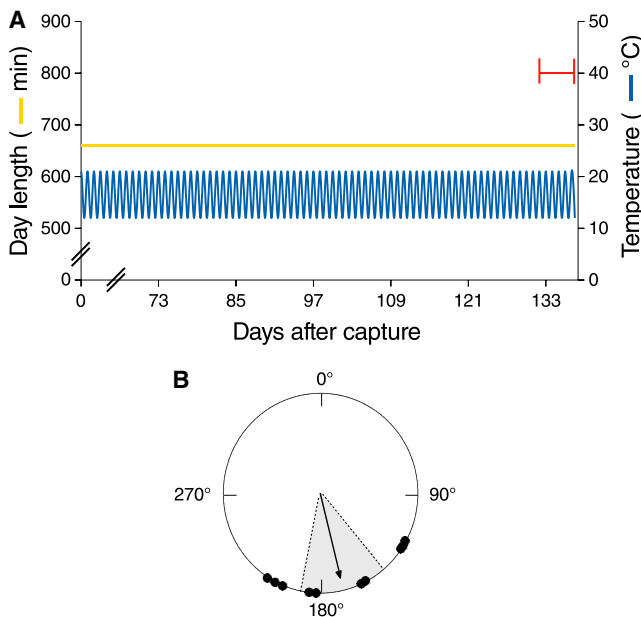 A
Day length ( min)
900
800
700
600
500
0
50
40
30
20
10
0
Temperature ( °C)
0 73 85 97 109 121 133
Days after capture
B
0°
270° 90°
180°